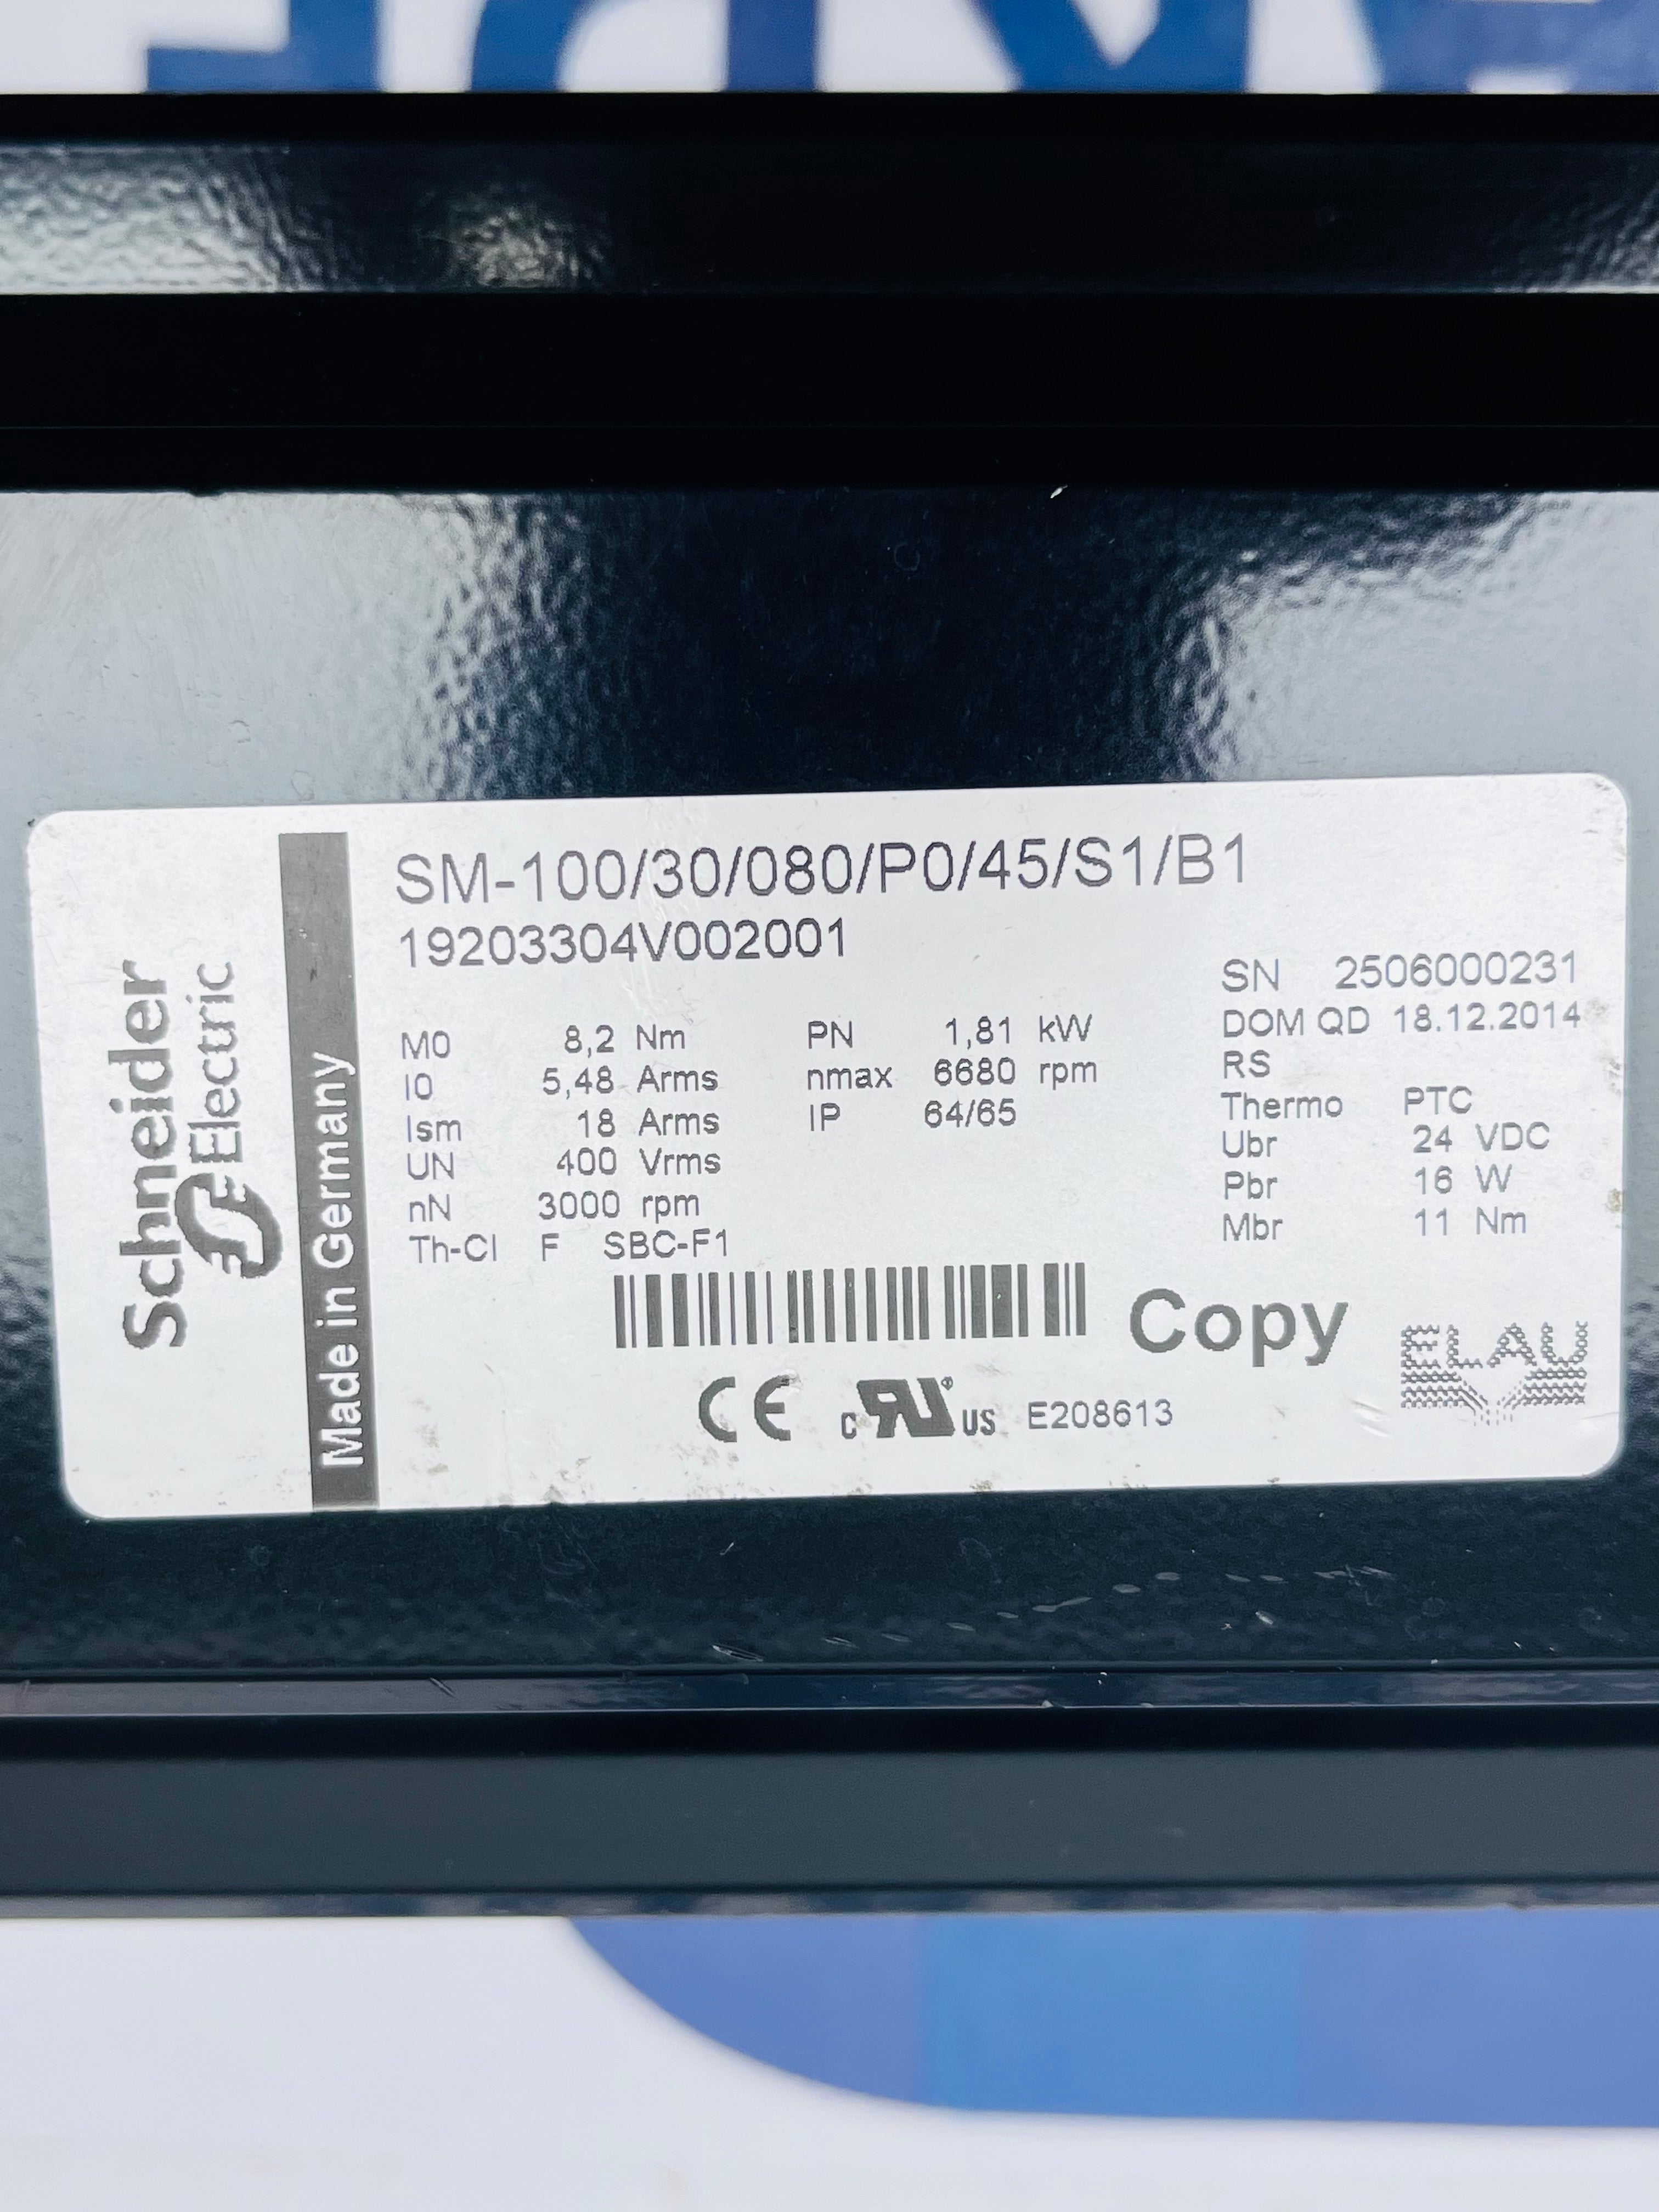 Schneider
Electric
Made in Germany
SM-100/30/080/P0/45/S1/B1
19203304V002001
M0 8,2 Nm
I0 5,48 Arms
Ism 18 Arms
UN 400 Vrms
nN 3000 rpm
Th-Cl F SBC-F1
PN 1,81 kW
nmax 6680 rpm
IP 64/65
SN 2506000231
DOM QD 18.12.2014
RS
Thermo PTC
Ubr 24 VDC
Pbr 16 W
Mbr 11 Nm
Copy
ELAU
CE c RU ® US E208613